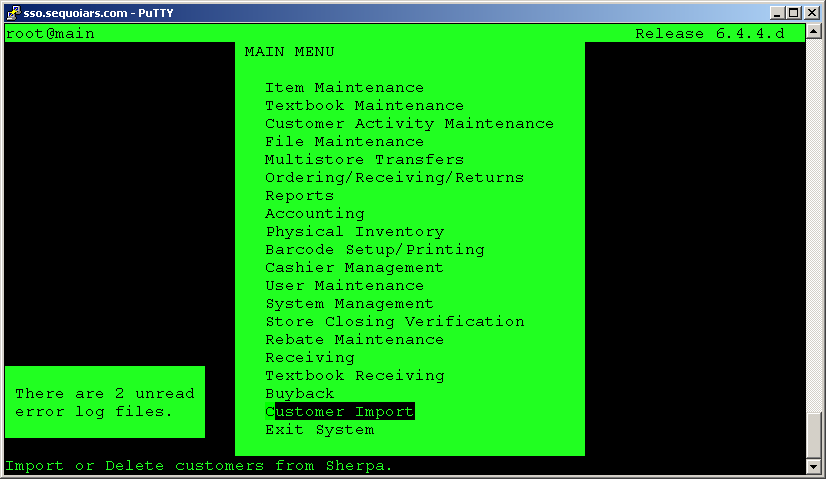 sso.sequoiars.com - PuTTY
root@main Release 6.4.4.d
MAIN MENU
Item Maintenance
Textbook Maintenance
Customer Activity Maintenance
File Maintenance
Multistore Transfers
Ordering/Receiving/Returns
Reports
Accounting
Physical Inventory
Barcode Setup/Printing
Cashier Management
User Maintenance
System Management
Store Closing Verification
Rebate Maintenance
Receiving
Textbook Receiving
Buyback
Customer Import
Exit System
There are 2 unread
error log files.
Import or Delete customers from Sherpa.